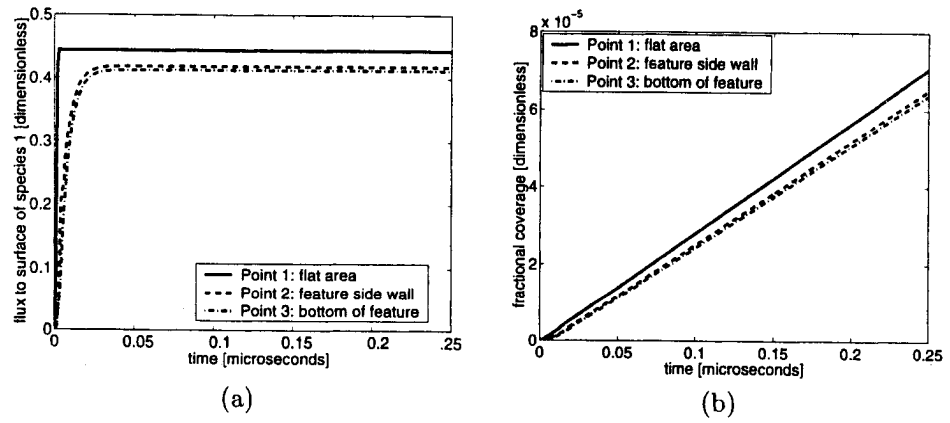 0.5
0.4
0.3
0.2
0.1
0
flux to surface of species 1 [dimensionless]
Point 1: flat area
Point 2: feature side wall
Point 3: bottom of feature
0 0.05 0.1 0.15 0.2 .25
time [microseconds]
(a)
8 x 10^-5
6
4
2
0
fractional coverage [dimensionless]
Point 1: flat area
Point 2: feature side wall
Point 3: bottom of feature
0 0.05 0.1 0.15 0.2 0.25
time [microseconds]
(b)